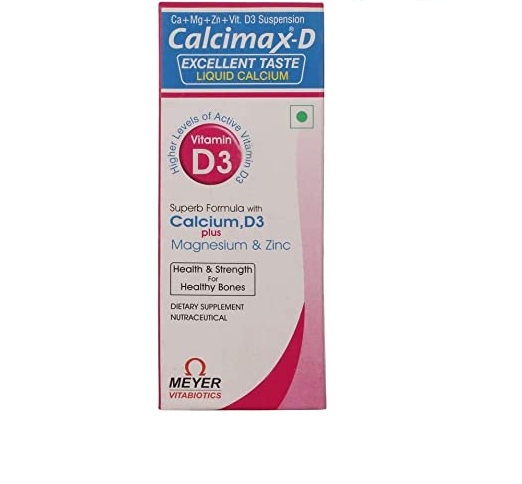 Ca+Mg+Zn+Vit. D3 Suspension
Calcimax®-D
EXCELLENT TASTE
LIQUID CALCIUM
Higher Levels of Active Vitamin D3
Vitamin
D3
Superb Formula with
Calcium,D3
plus
Magnesium & Zinc
Health & Strength
For
Healthy Bones
DIETARY SUPPLEMENT
NUTRACEUTICAL
MEYER
VITABIOTICS